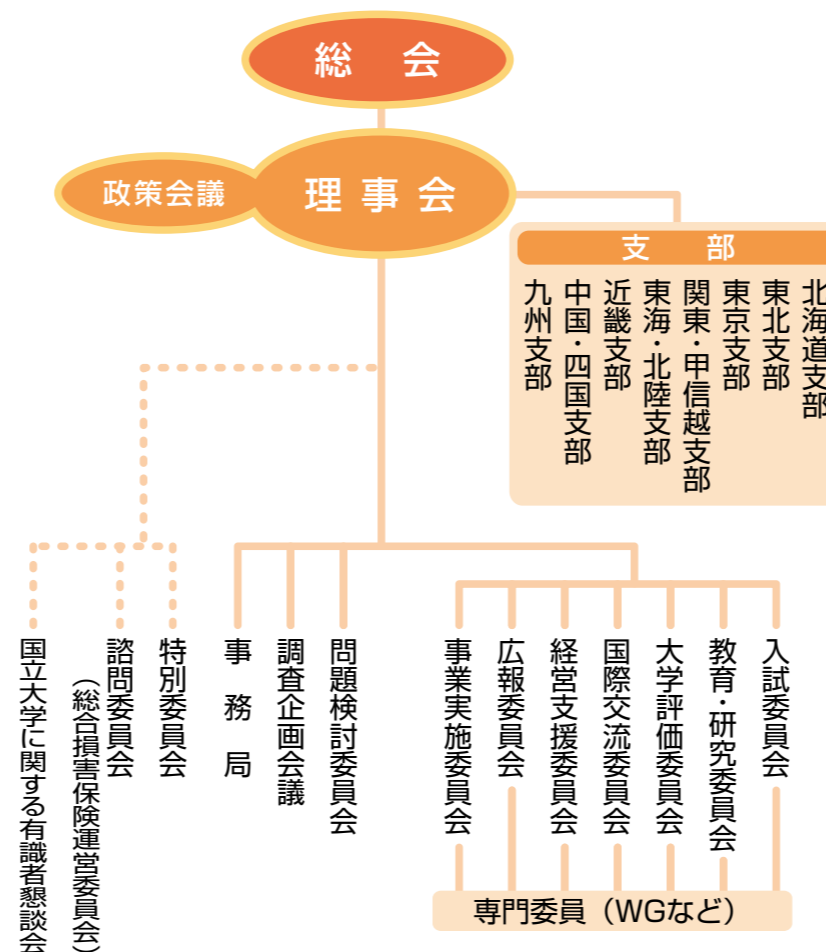 総　会
政策会議
理 事 会
支　　部
北海道支部
東北支部
東京支部
関東・甲信越支部
東海・北陸支部
近畿支部
中国・四国支部
九州支部
入試委員会
教育・研究委員会
大学評価委員会
国際交流委員会
経営支援委員会
広報委員会
事業実施委員会
問題検討委員会
調査企画会議
事　務　局
特別委員会
諮問委員会
（総合損害保険運営委員会）
国立大学に関する有識者懇談会
専門委員（WGなど）